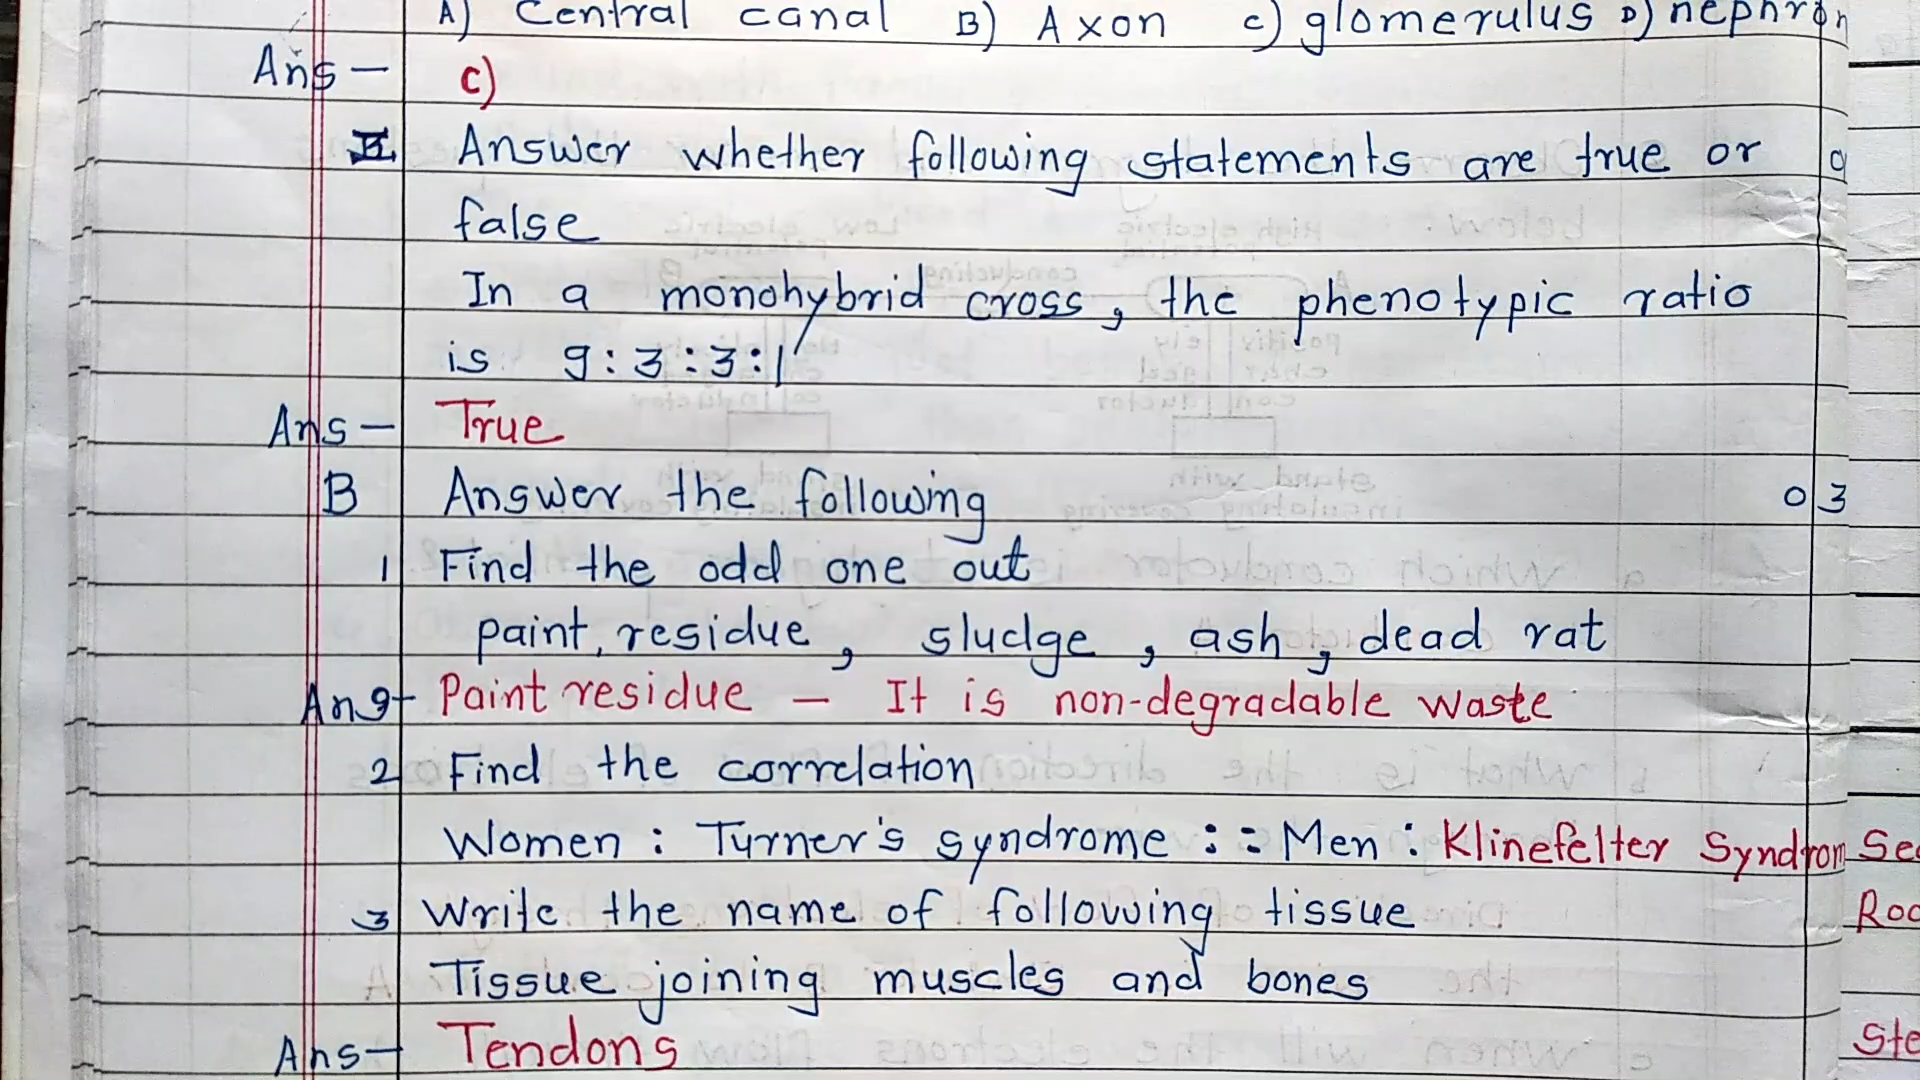 A) Central canal B) Axon c) glomerulus D) nephron
Ans — c)
II Answer whether following statements are true or
false
In a monohybrid cross, the phenotypic ratio
is 9:3:3:1
Ans — True
B Answer the following 03
1 Find the odd one out
paint, residue, sludge, ash, dead rat
Ans- Paint residue — It is non-degradable waste
2 Find the correlation
Women : Turner's syndrome :: Men : Klinefelter Syndrom
3 Write the name of following tissue
Tissue joining muscles and bones
Ans- Tendons